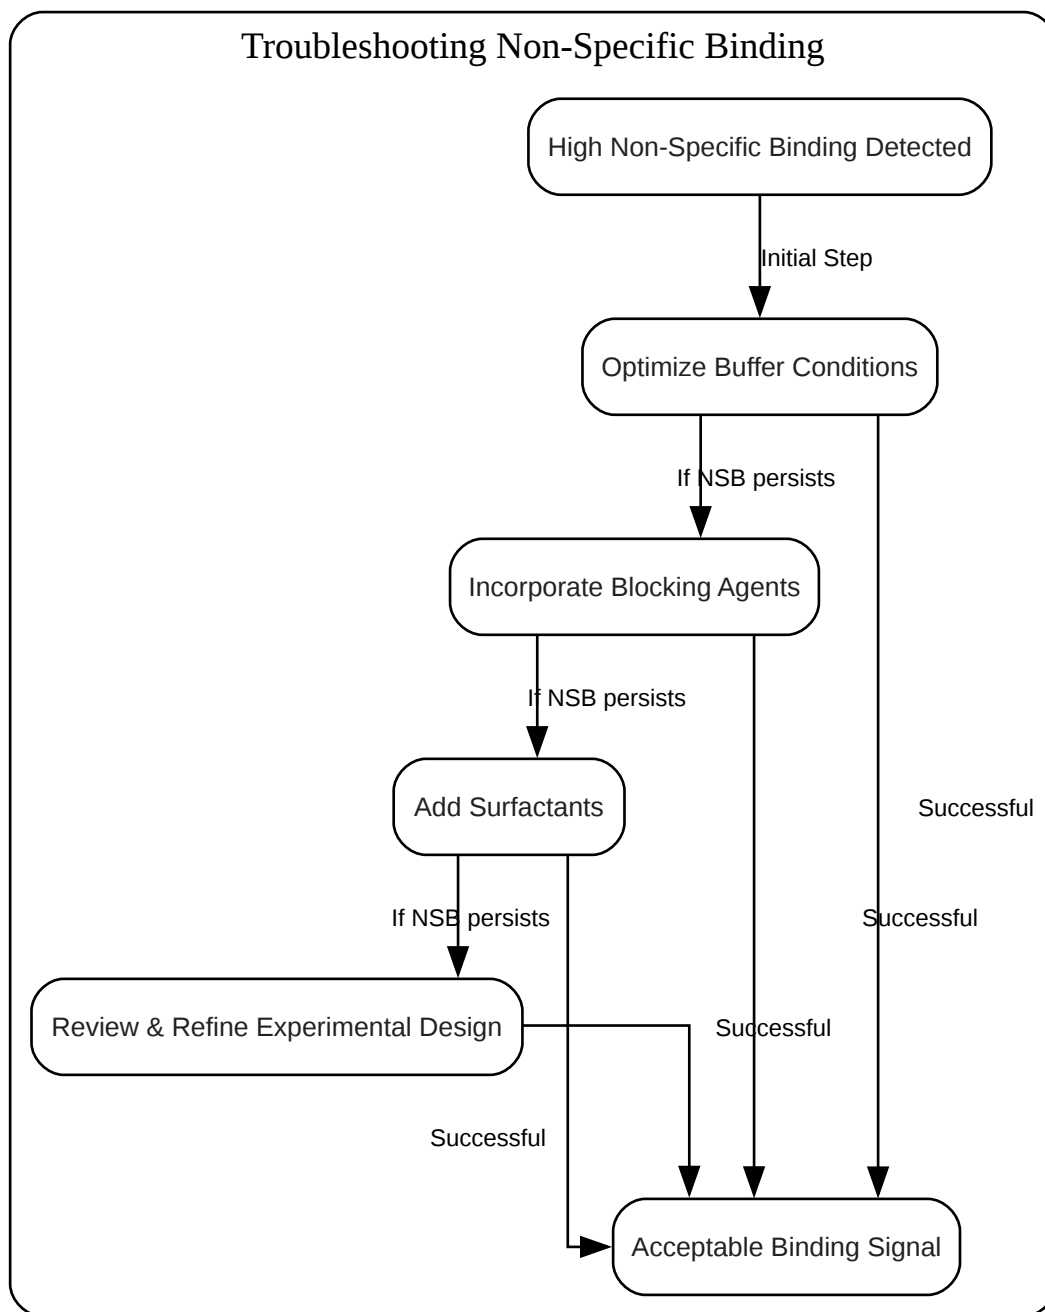 Troubleshooting Non-Specific Binding
High Non-Specific Binding Detected
Initial Step
Optimize Buffer Conditions
If NSB persists
Incorporate Blocking Agents
If NSB persists
Add Surfactants
Successful
If NSB persists
Successful
Review & Refine Experimental Design
Successful
Successful
Acceptable Binding Signal